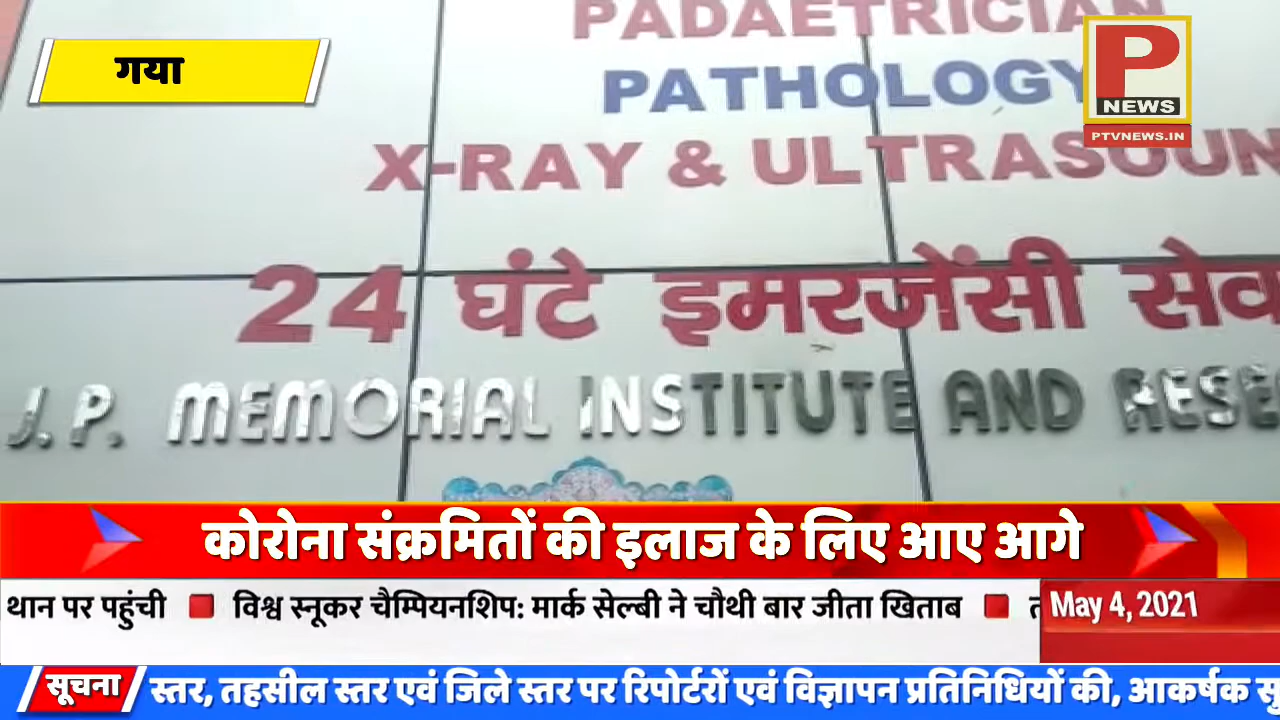 PADAETRICIAN
गया
P
NEWS
PTVNEWS.IN
PATHOLOGY
X-RAY & ULTRASOUN
24 घंटे इमरजेंसी सेव
J.P. MEMORIAL INSTITUTE AND RESE
कोरोना संक्रमितों की इलाज के लिए आए आगे
थान पर पहुंची ■ विश्व स्नूकर चैम्पियनशिप: मार्क सेल्बी ने चौथी बार जीता खिताब ■
May 4, 2021
सूचना स्तर, तहसील स्तर एवं जिले स्तर पर रिपोर्टरों एवं विज्ञापन प्रतिनिधियों की, आकर्षक सु